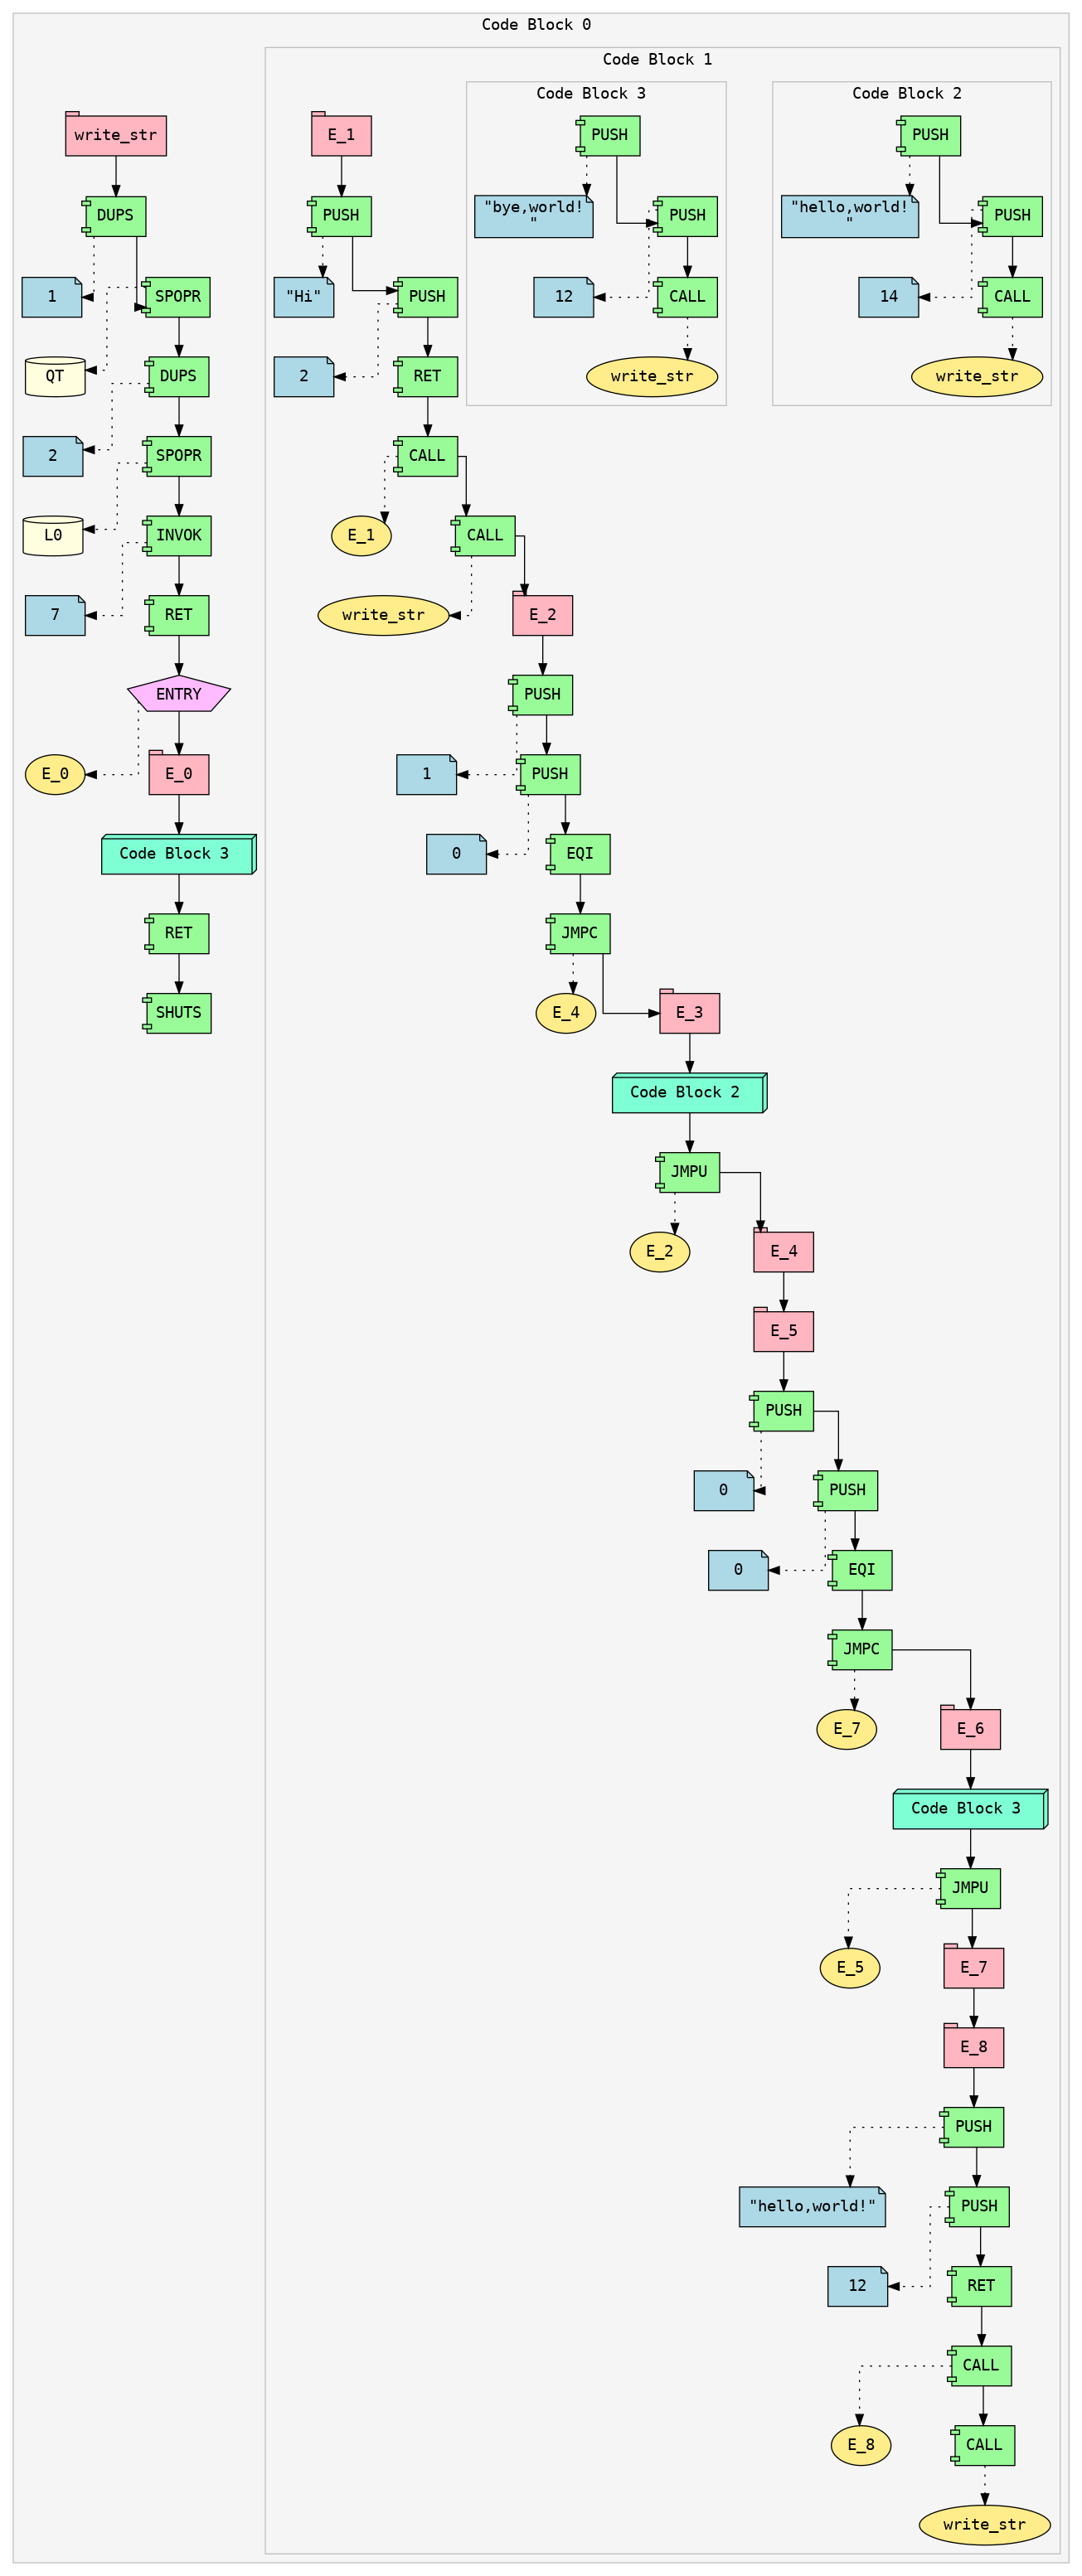 Code Block 0
write_str
DUPS
1
SPOPR
QT
DUPS
2
SPOPR
L0
INVOK
7
RET
ENTRY
E_0
E_0
Code Block 3
RET
SHUTS
Code Block 1
E_1
PUSH
"Hi"
PUSH
2
RET
CALL
E_1
CALL
write_str
E_2
PUSH
1
PUSH
0
EQI
JMPC
E_4
E_3
Code Block 2
JMPU
E_2
E_4
E_5
PUSH
0
PUSH
0
EQI
JMPC
E_7
E_6
Code Block 3
JMPU
E_5
E_7
E_8
PUSH
"hello,world!"
PUSH
12
RET
CALL
E_8
CALL
write_str
Code Block 3
PUSH
"bye,world!
"
PUSH
12
CALL
write_str
Code Block 2
PUSH
"hello,world!
"
PUSH
14
CALL
write_str